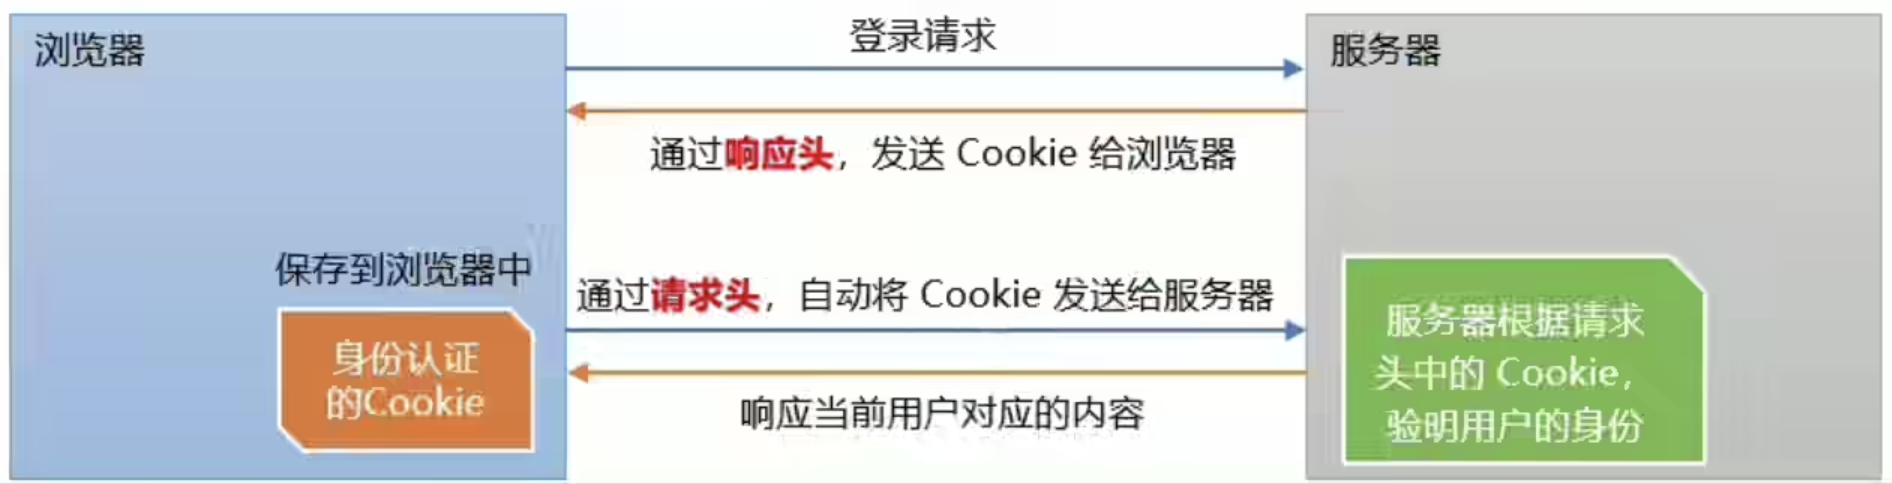 浏览器
登录请求
服务器
通过响应头，发送 Cookie 给浏览器
保存到浏览器中
通过请求头，自动将 Cookie 发送给服务器
身份认证
的Cookie
服务器根据请求
头中的 Cookie，
验明用户的身份
响应当前用户对应的内容